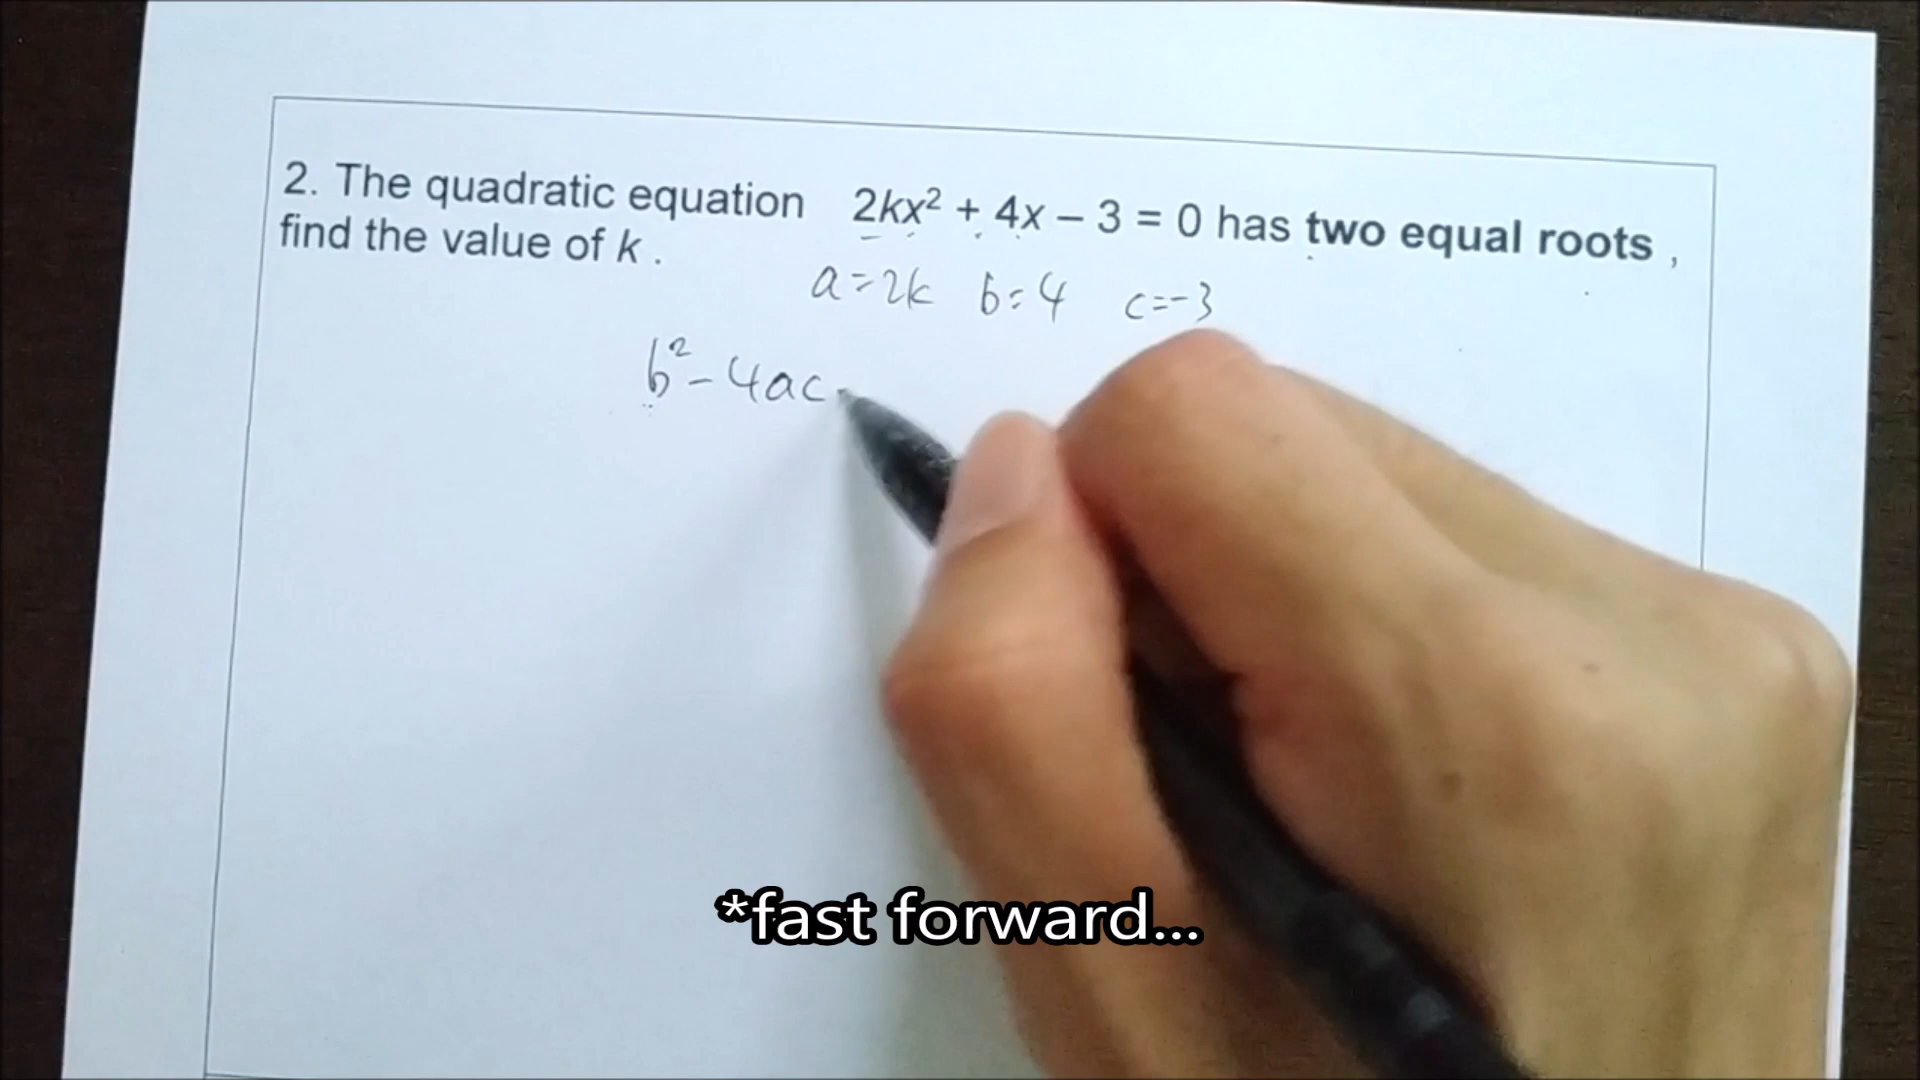 2. The quadratic equation 2kx² + 4x – 3 = 0 has two equal roots ,
find the value of k .
a=2k b=4 c=-3
b²-4ac
*fast forward...